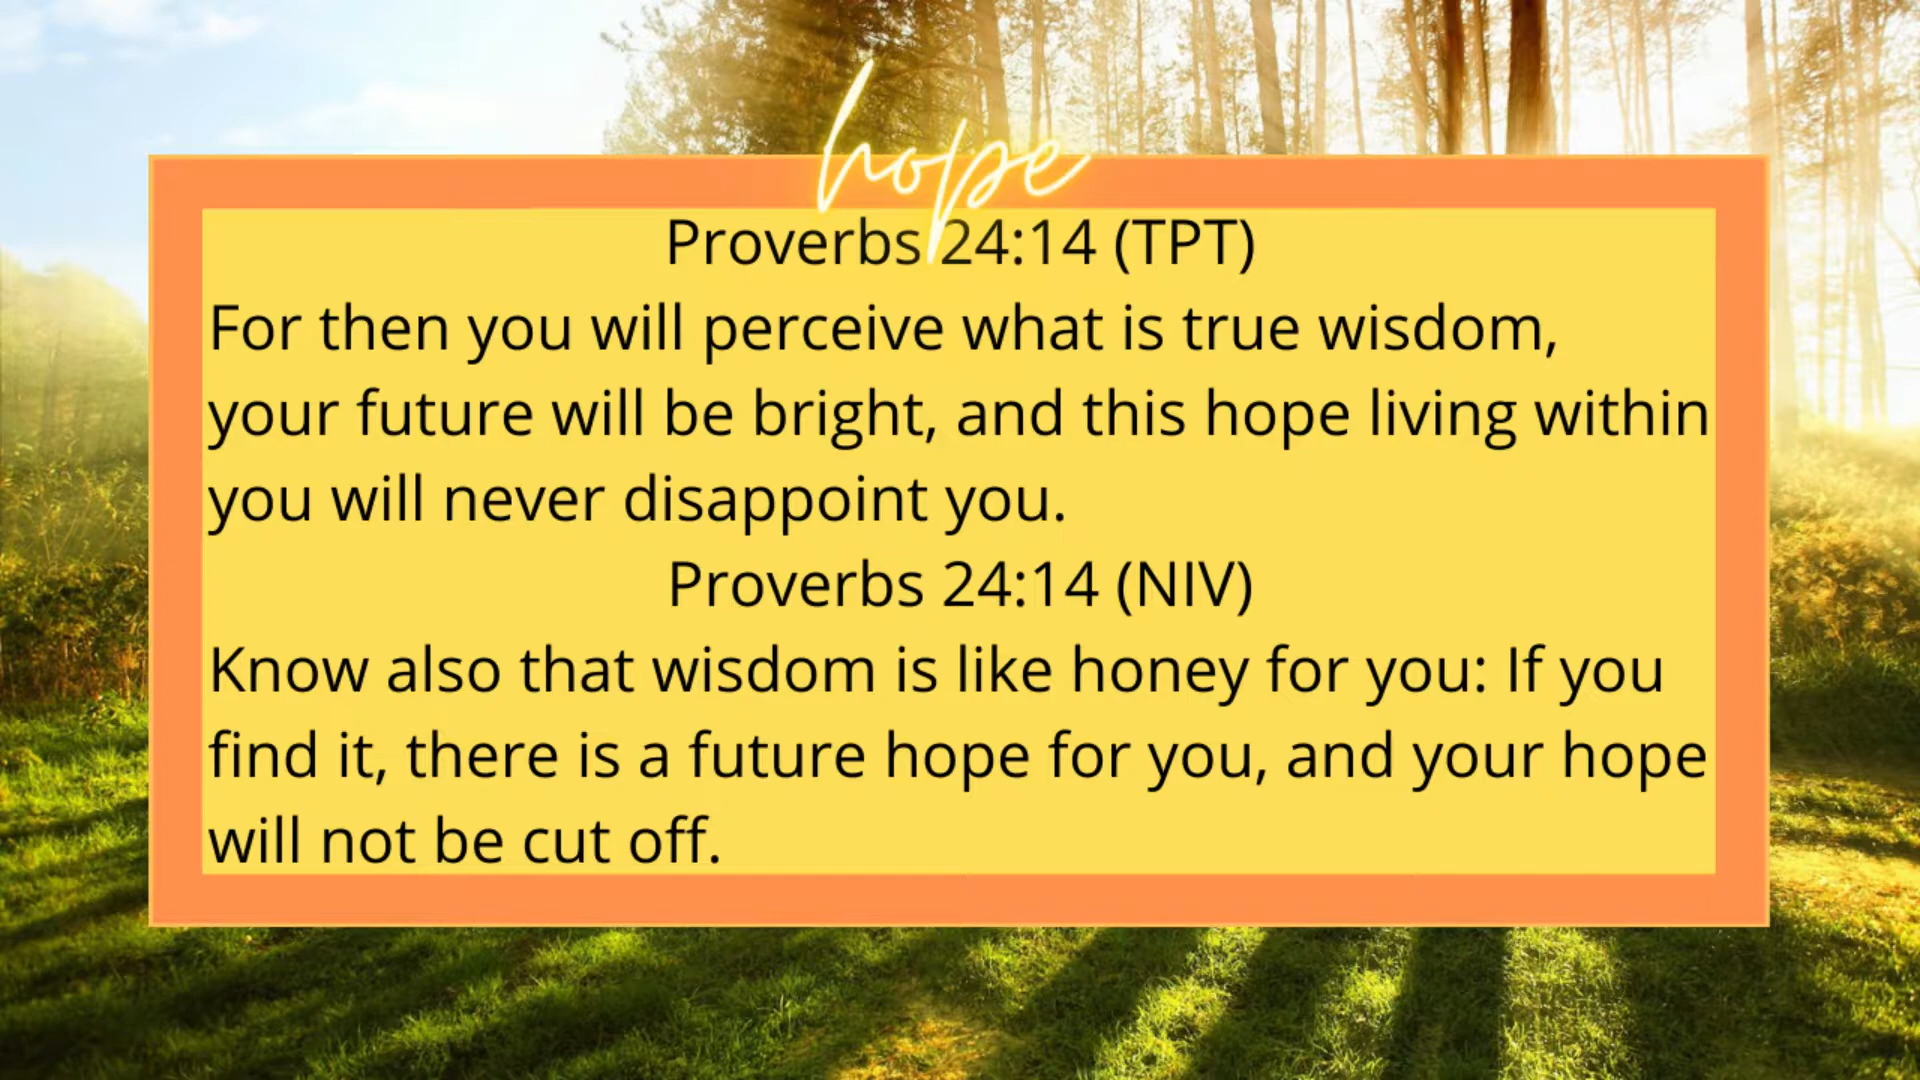 hope
Proverbs 24:14 (TPT)
For then you will perceive what is true wisdom,
your future will be bright, and this hope living within
you will never disappoint you.
Proverbs 24:14 (NIV)
Know also that wisdom is like honey for you: If you
find it, there is a future hope for you, and your hope
will not be cut off.